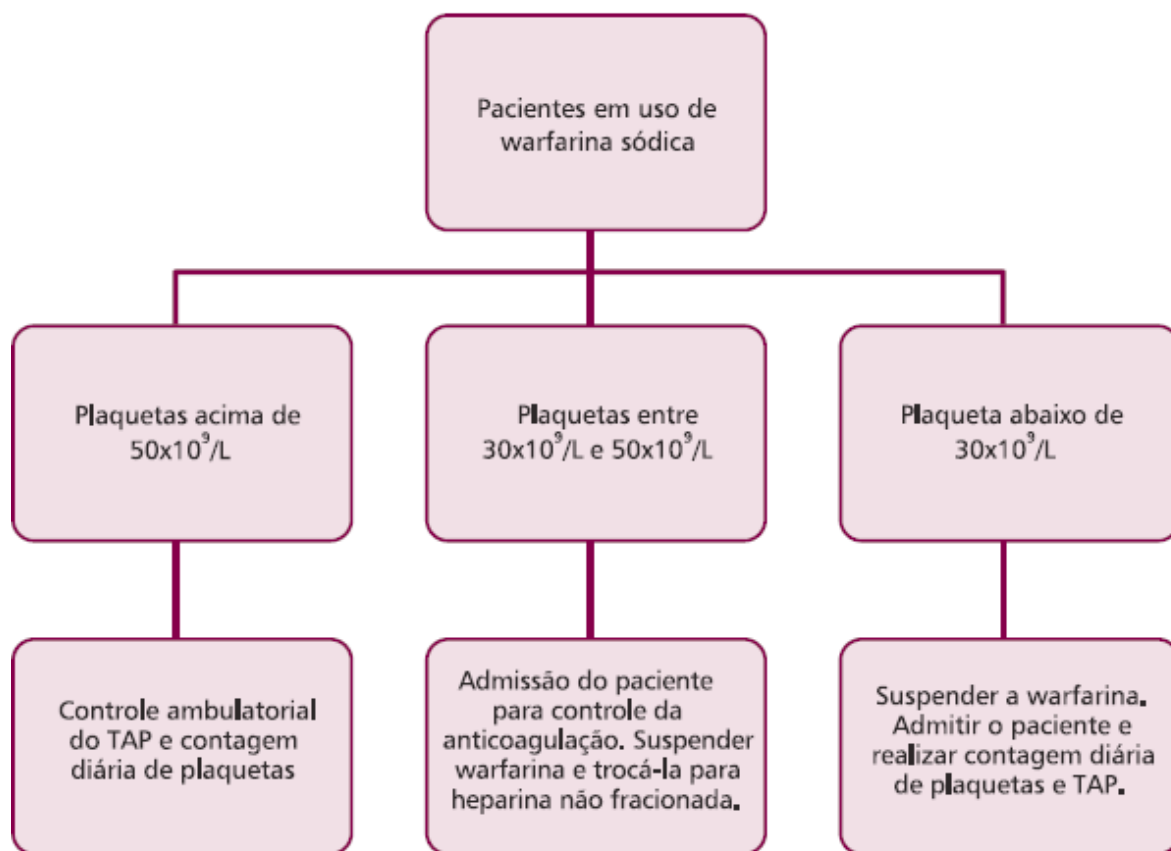 Pacientes em uso de
warfarina sódica
Plaquetas acima de
50x10⁹/L
Plaquetas entre
30x10⁹/L e 50x10⁹/L
Plaqueta abaixo de
30x10⁹/L
Controle ambulatorial
do TAP e contagem
diária de plaquetas
Admissão do paciente
para controle da
anticoagulação. Suspender
warfarina e trocá-la para
heparina não fracionada.
Suspender a warfarina.
Admitir o paciente e
realizar contagem diária
de plaquetas e TAP.